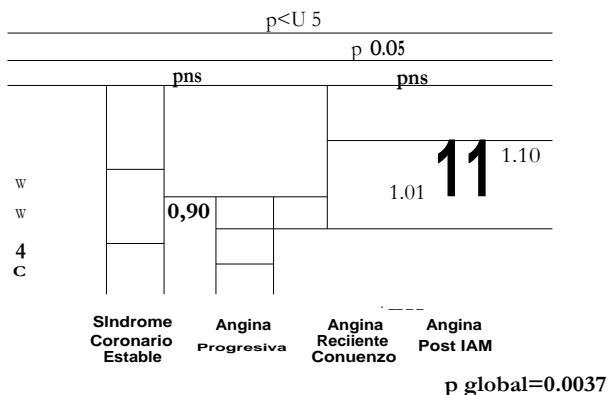 p<U 5
p 0.05
pns pns
1.10
11
1.01
W
W 0,90
4
C
SIndrome Angina Angina Angina
Coronario Progresiva Reciiente Post IAM
Estable Conuenzo
p global=0.0037